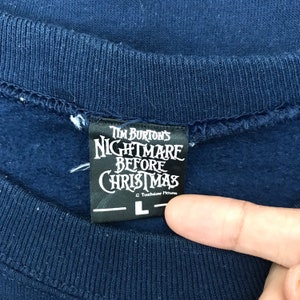 TIM BURTON'S
NIGHTMARE
BEFORE
CHRISTMAS
© Touchstone Pictures
L